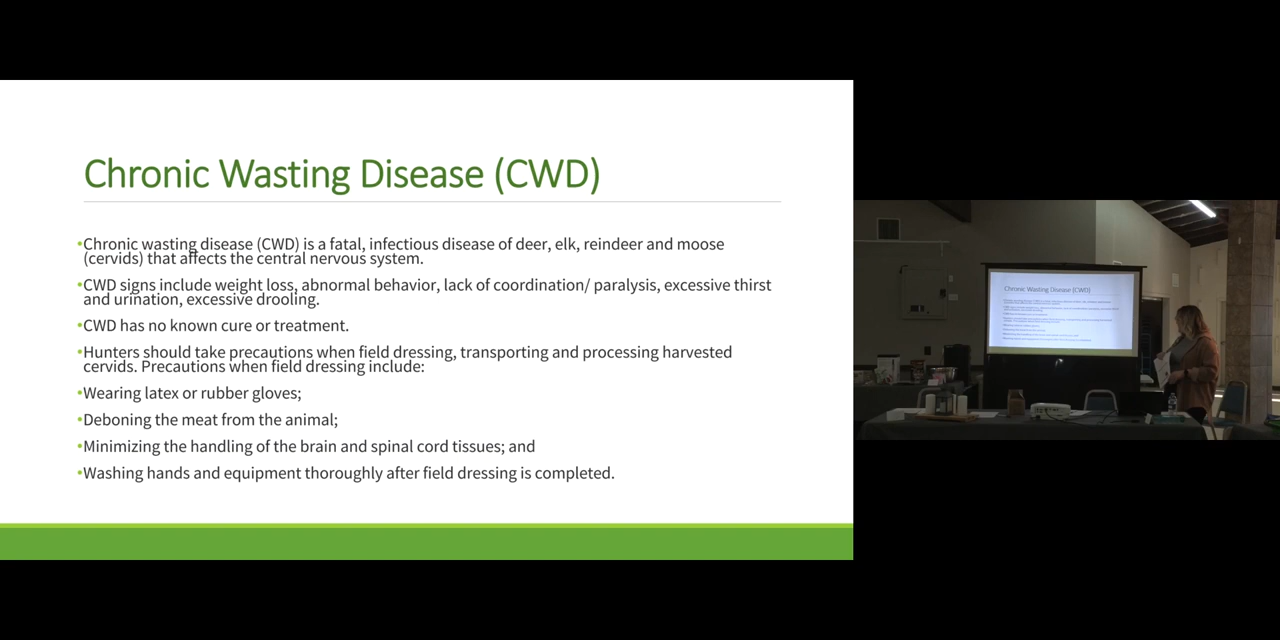 Chronic Wasting Disease (CWD)
•Chronic wasting disease (CWD) is a fatal, infectious disease of deer, elk, reindeer and moose
(cervids) that affects the central nervous system.
•CWD signs include weight loss, abnormal behavior, lack of coordination/ paralysis, excessive thirst
and urination, excessive drooling.
•CWD has no known cure or treatment.
•Hunters should take precautions when field dressing, transporting and processing harvested
cervids. Precautions when field dressing include:
•Wearing latex or rubber gloves;
•Deboning the meat from the animal;
•Minimizing the handling of the brain and spinal cord tissues; and
•Washing hands and equipment thoroughly after field dressing is completed.
Chronic Wasting Disease (CWD)